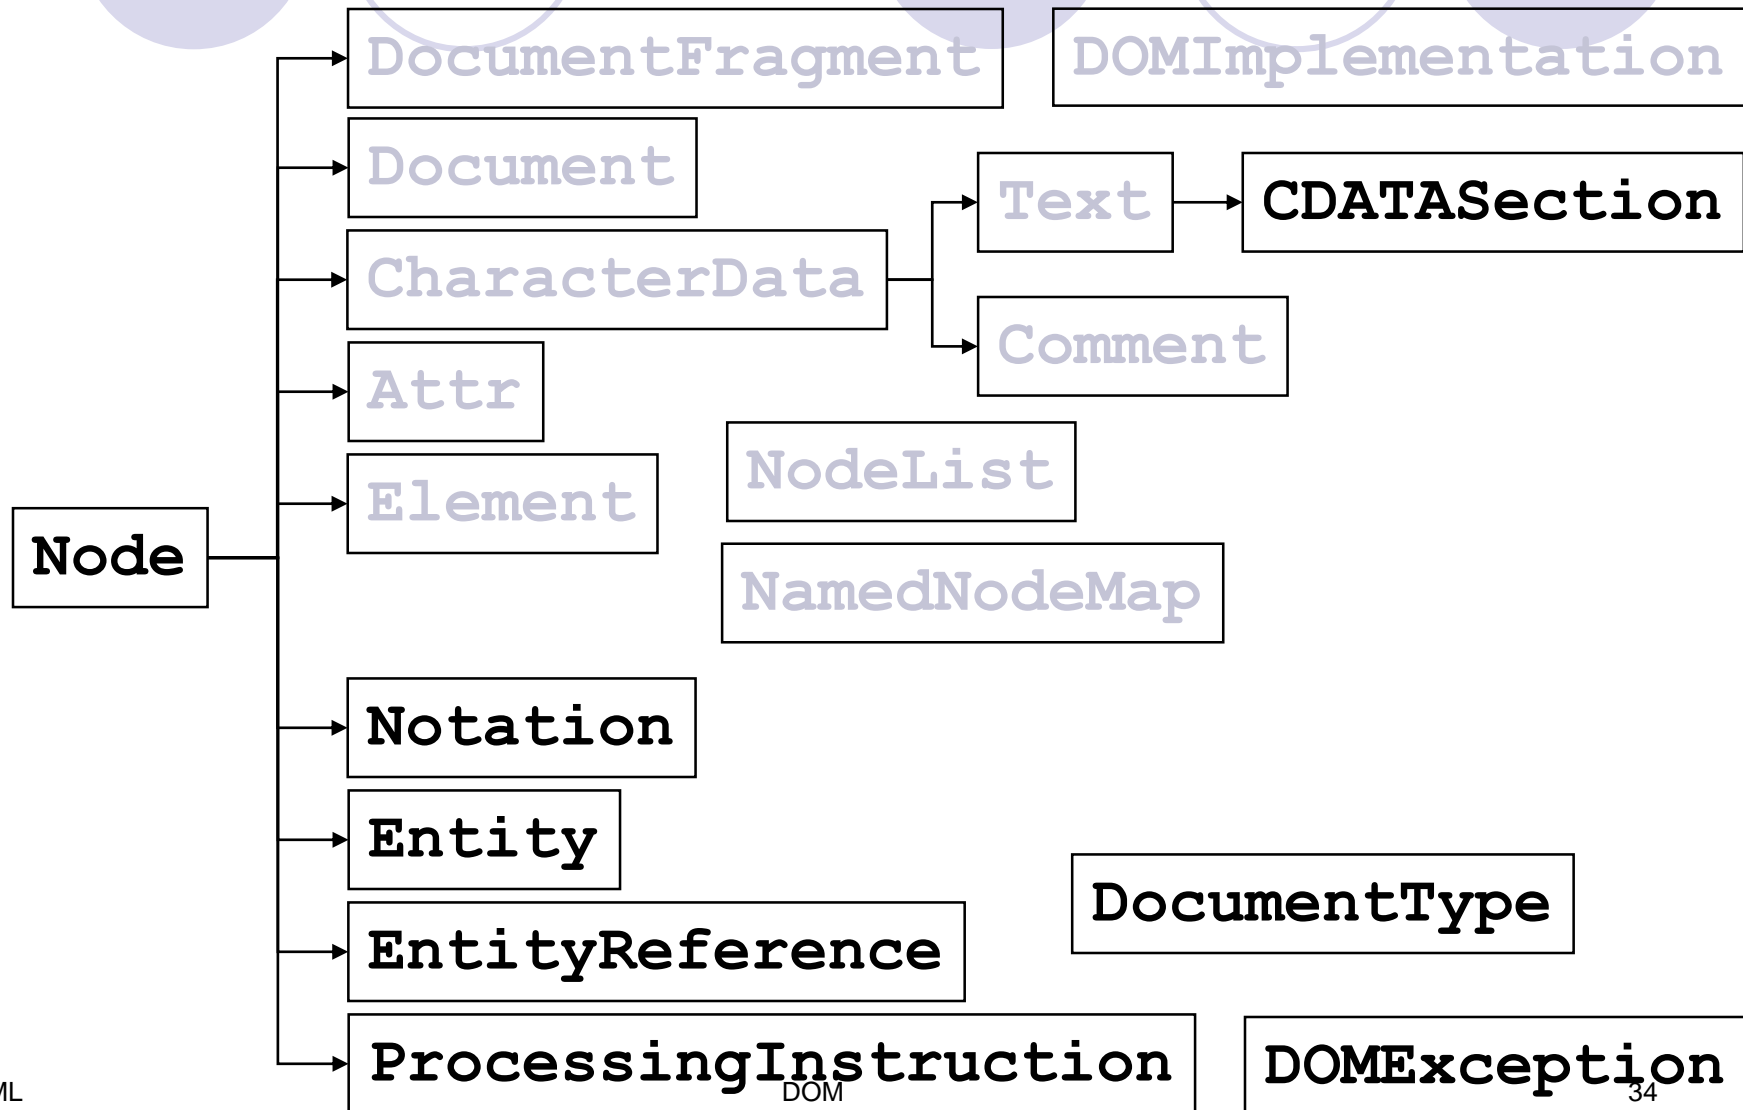 DocumentFragment
DOMImplementation
Document
Text
CDATASection
CharacterData
Comment
Attr
NodeList
Element
Node
NamedNodeMap
Notation
Entity
DocumentType
EntityReference
ProcessingInstruction
DOMException
ML
DOM
34